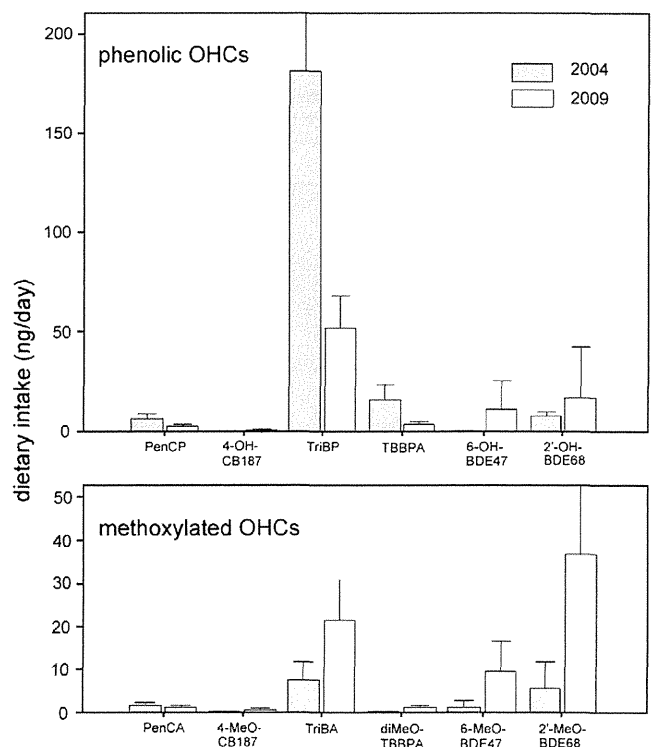 200
phenolic OHCs
2004
2009
150
100
50
0
PenCP
4-OH-
CB187
TriBP
TBBPA
6-OH-
BDE47
2'-OH-
BDE68
dietary intake (ng/day)
50
methoxylated OHCs
40
30
20
10
0
PenCA
4-MeO-
CB187
TriBA
diMeO-
TBBPA
6-MeO-
BDE47
2'-MeO-
BDE68